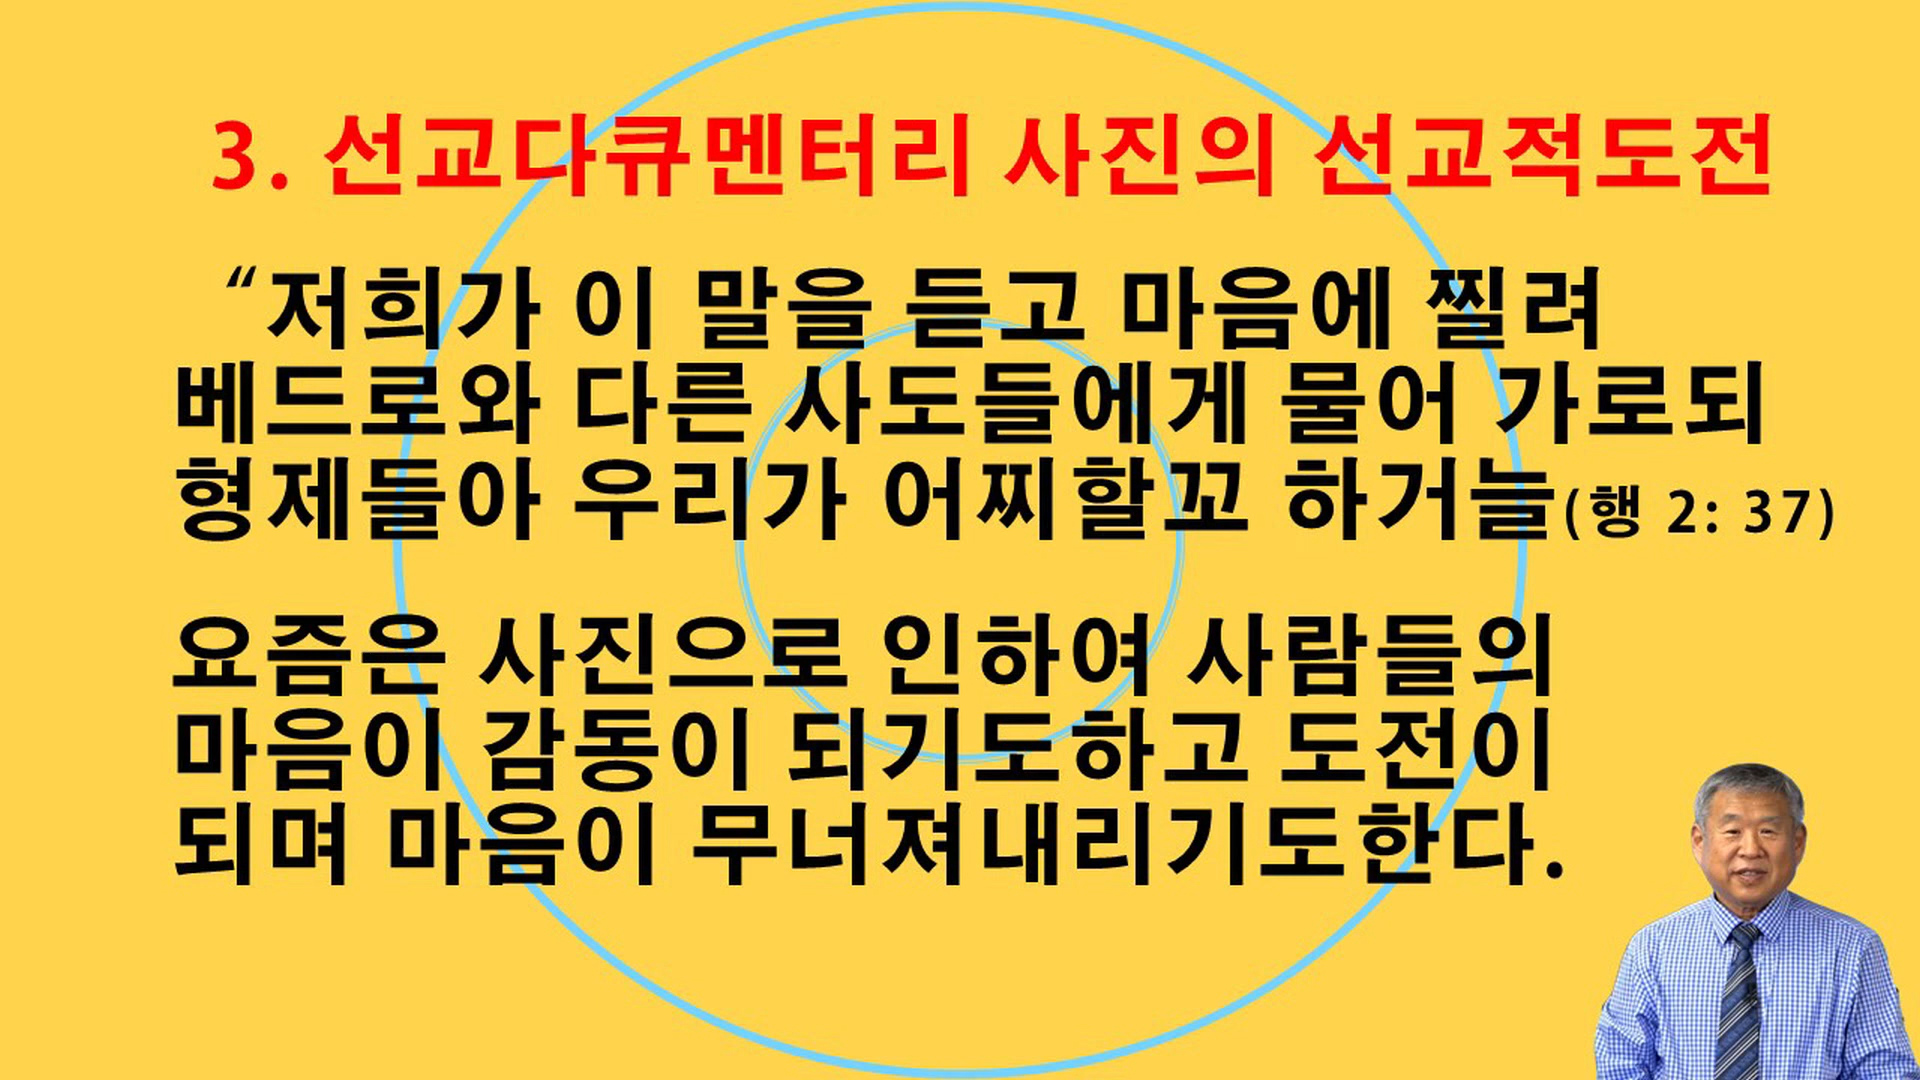 3. 선교다큐멘터리 사진의 선교적도전
“저희가 이 말을 듣고 마음에 찔려
베드로와 다른 사도들에게 물어 가로되
형제들아 우리가 어찌할꼬 하거늘(행 2: 37)
요즘은 사진으로 인하여 사람들의
마음이 감동이 되기도하고 도전이
되며 마음이 무너져내리기도한다.